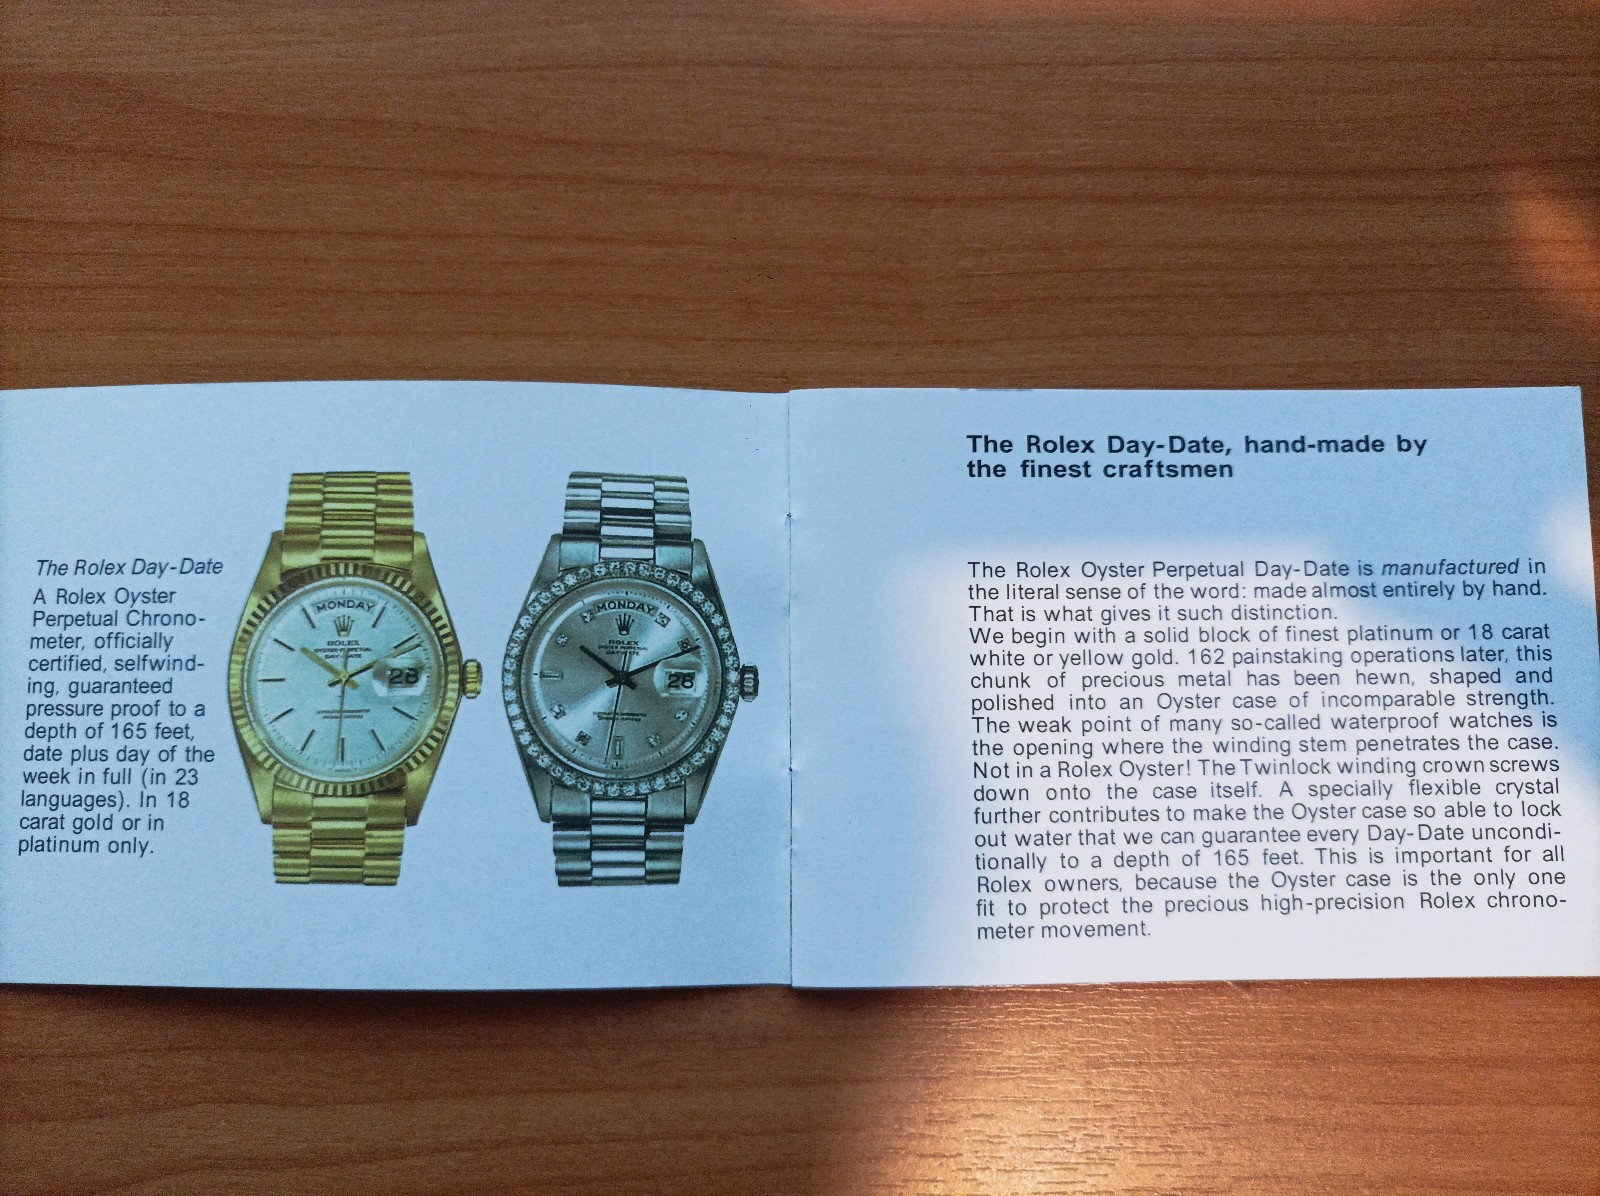 The Rolex Day-Date
A Rolex Oyster
Perpetual Chrono-
meter, officially
certified, selfwind-
ing, guaranteed
pressure proof to a
depth of 165 feet,
date plus day of the
week in full (in 23
languages). In 18
carat gold or in
platinum only.
MONDAY
ROLEX
OYSTER PERPETUAL
DAY-DATE
28
MONDAY
ROLEX
OYSTER PERPETUAL
DAY-DATE
28
The Rolex Day-Date, hand-made by
the finest craftsmen
The Rolex Oyster Perpetual Day-Date is manufactured in
the literal sense of the word: made almost entirely by hand.
That is what gives it such distinction.
We begin with a solid block of finest platinum or 18 carat
white or yellow gold. 162 painstaking operations later, this
chunk of precious metal has been hewn, shaped and
polished into an Oyster case of incomparable strength.
The weak point of many so-called waterproof watches is
the opening where the winding stem penetrates the case.
Not in a Rolex Oyster! The Twinlock winding crown screws
down onto the case itself. A specially flexible crystal
further contributes to make the Oyster case so able to lock
out water that we can guarantee every Day-Date uncondi-
tionally to a depth of 165 feet. This is important for all
Rolex owners, because the Oyster case is the only one
fit to protect the precious high-precision Rolex chrono-
meter movement.